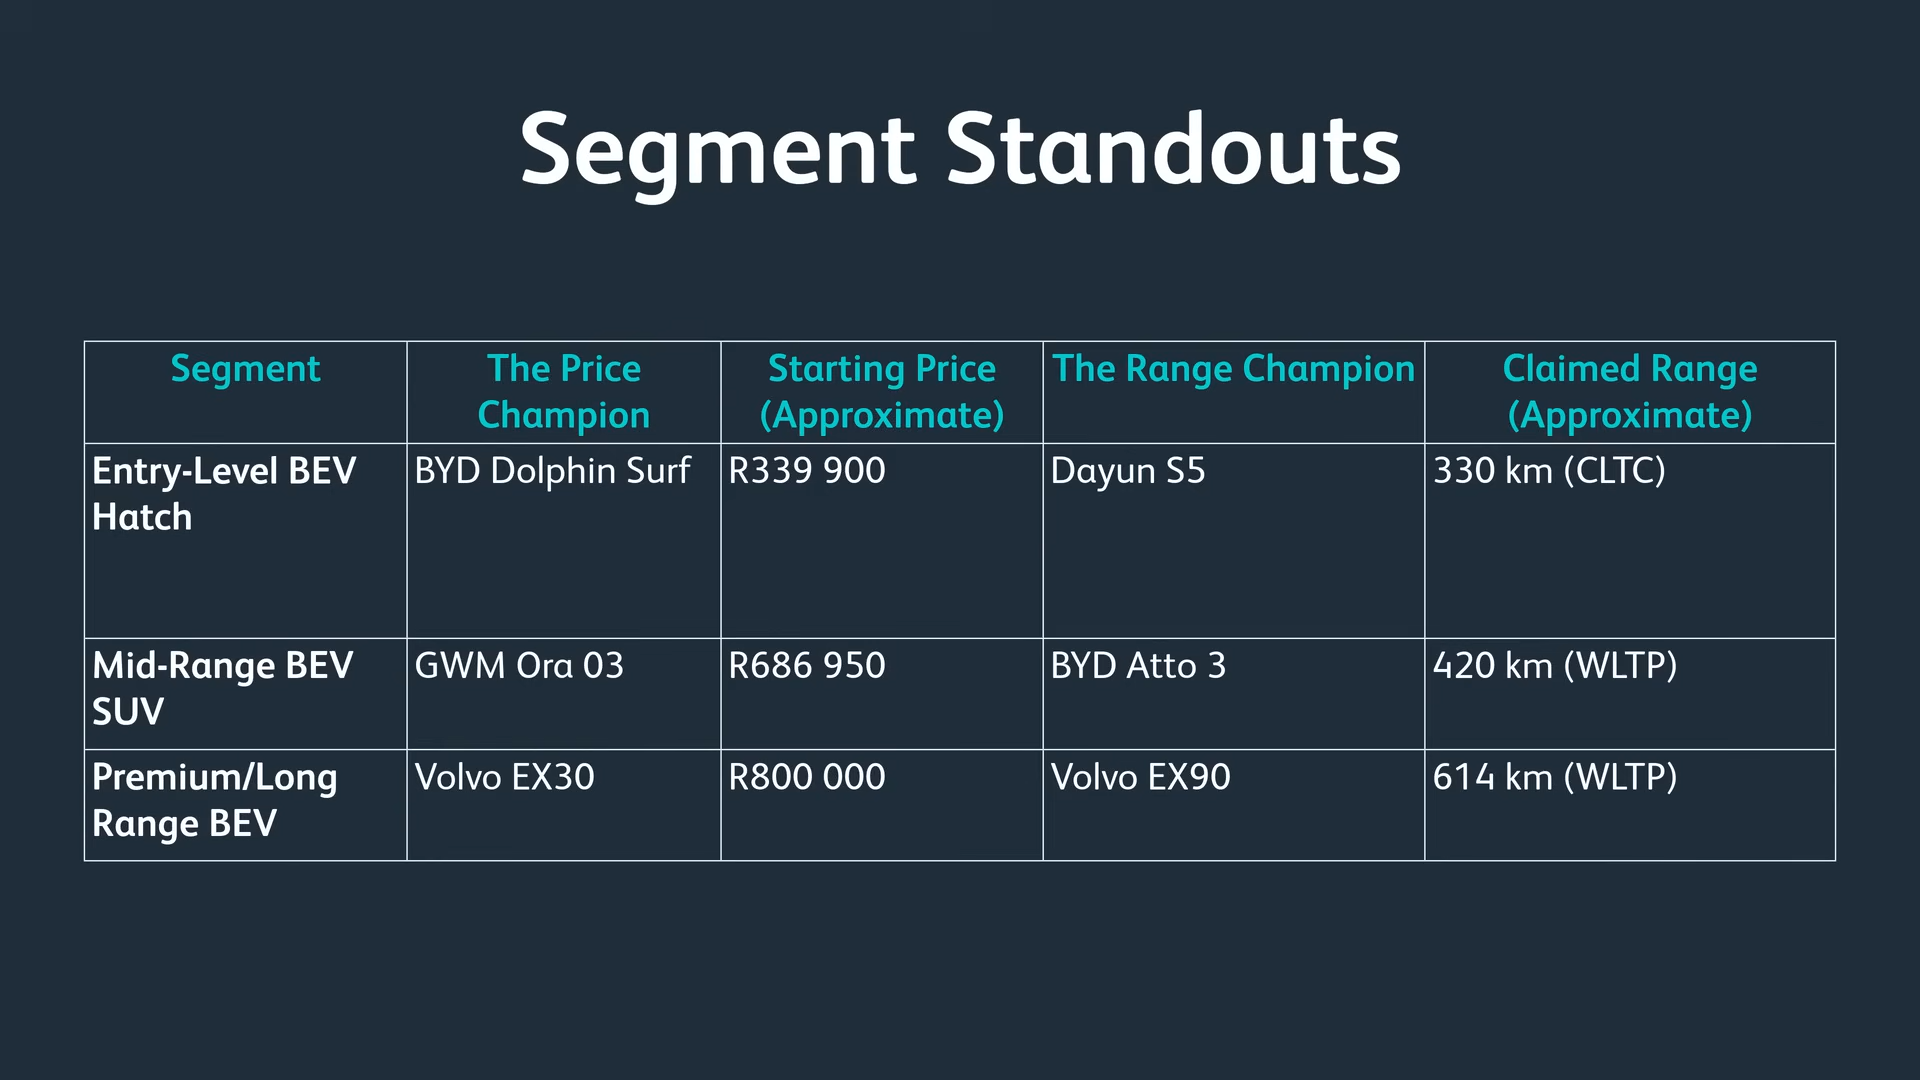 Segment Standouts
Segment
The Price
Champion
Starting Price
(Approximate)
The Range Champion
Claimed Range
(Approximate)
Entry-Level BEV
Hatch
BYD Dolphin Surf
R339 900
Dayun S5
330 km (CLTC)
Mid-Range BEV
SUV
GWM Ora 03
R686 950
BYD Atto 3
420 km (WLTP)
Premium/Long
Range BEV
Volvo EX30
R800 000
Volvo EX90
614 km (WLTP)